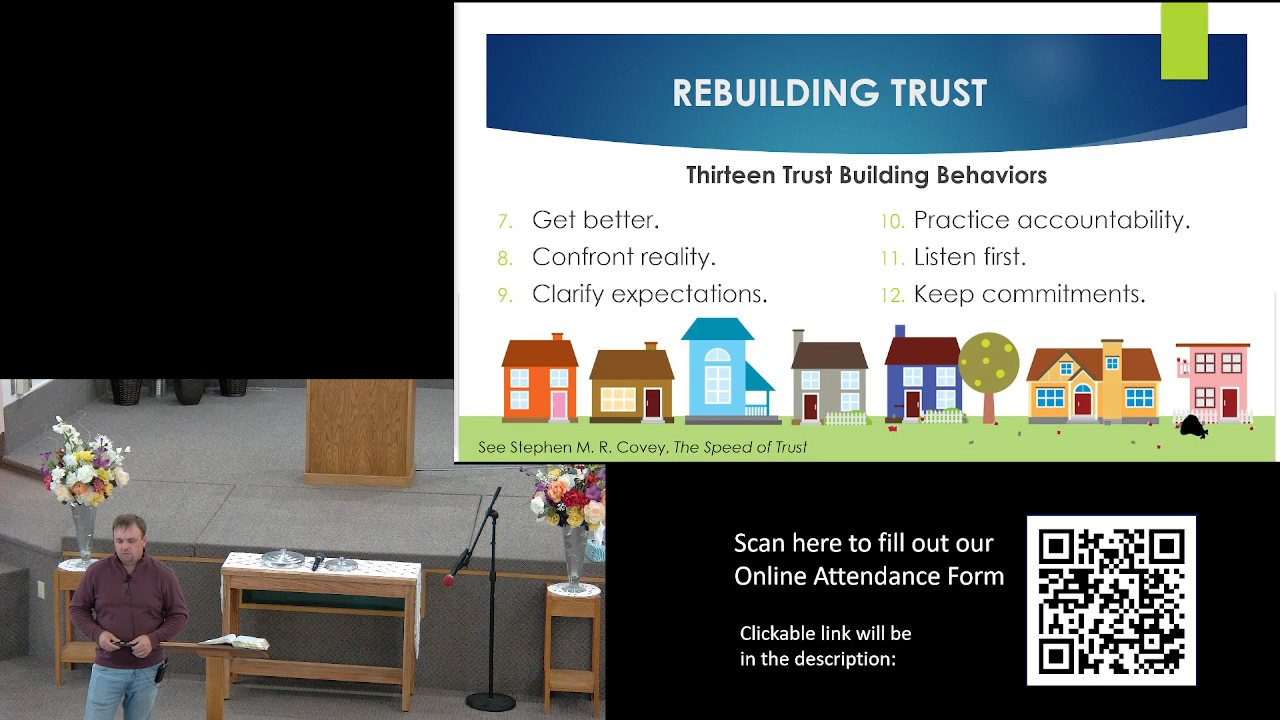 REBUILDING TRUST
Thirteen Trust Building Behaviors
7. Get better.
8. Confront reality.
9. Clarify expectations.
10. Practice accountability.
11. Listen first.
12. Keep commitments.
See Stephen M. R. Covey, The Speed of Trust
Scan here to fill out our
Online Attendance Form
Clickable link will be
in the description: